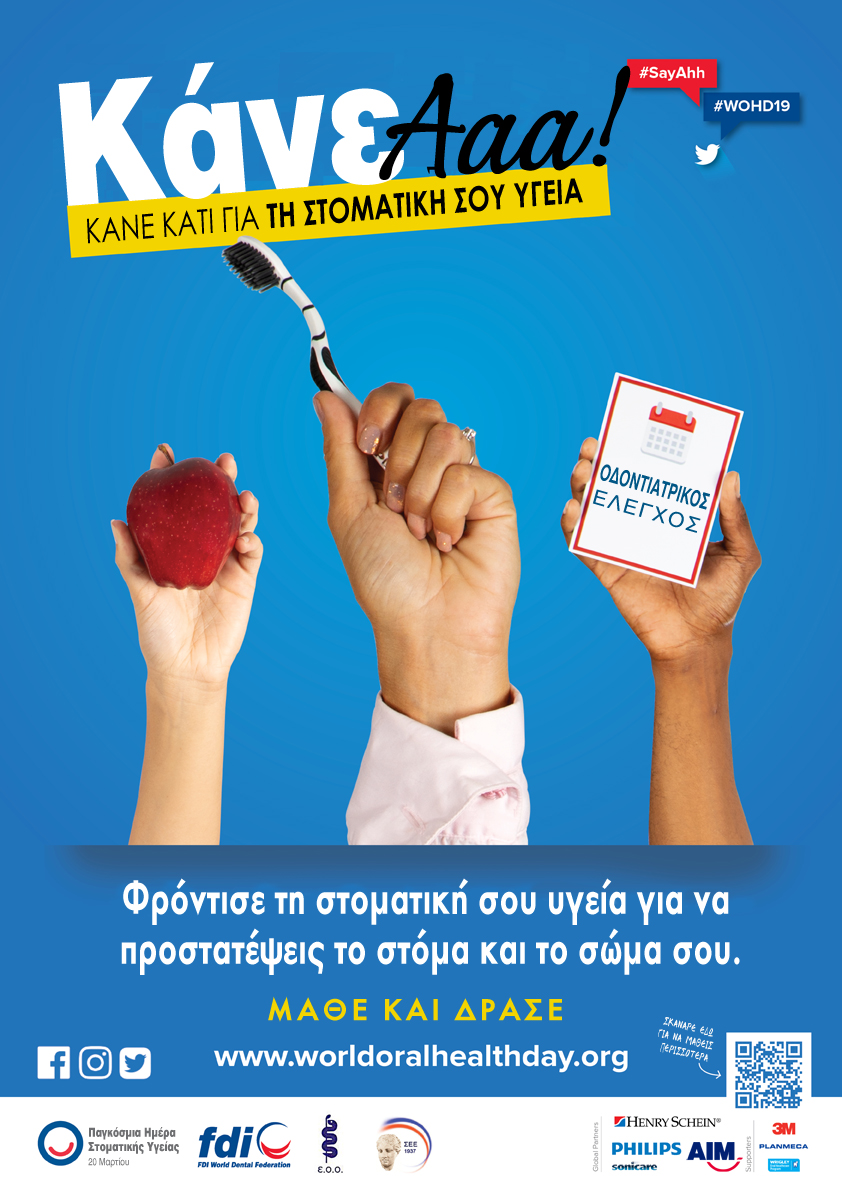 Κάνε Ααα!
#SayAhh
#WOHD19
ΚΑΝΕ ΚΑΤΙ ΓΙΑ ΤΗ ΣΤΟΜΑΤΙΚΗ ΣΟΥ ΥΓΕΙΑ
ΟΔΟΝΤΙΑΤΡΙΚΟΣ
ΕΛΕΓΧΟΣ
Φρόντισε τη στοματική σου υγεία για να
προστατέψεις το στόμα και το σώμα σου.
ΜΑΘΕ ΚΑΙ ΔΡΑΣΕ
www.worldoralhealthday.org
ΣΚΑΝΑΡΕ ΕΔΩ
ΓΙΑ ΝΑ ΜΑΘΕΙΣ
ΠΕΡΙΣΣΟΤΕΡΑ
Παγκόσμια Ημέρα
Στοματικής Υγείας
20 Μαρτίου
fdi
FDI World Dental Federation
ε.ο.ο.
ΣΕΕ
1937
Global Partners
HENRY SCHEIN®
PHILIPS
sonicare
AIM
Supporters
3M
PLANMECA
WRIGLEY